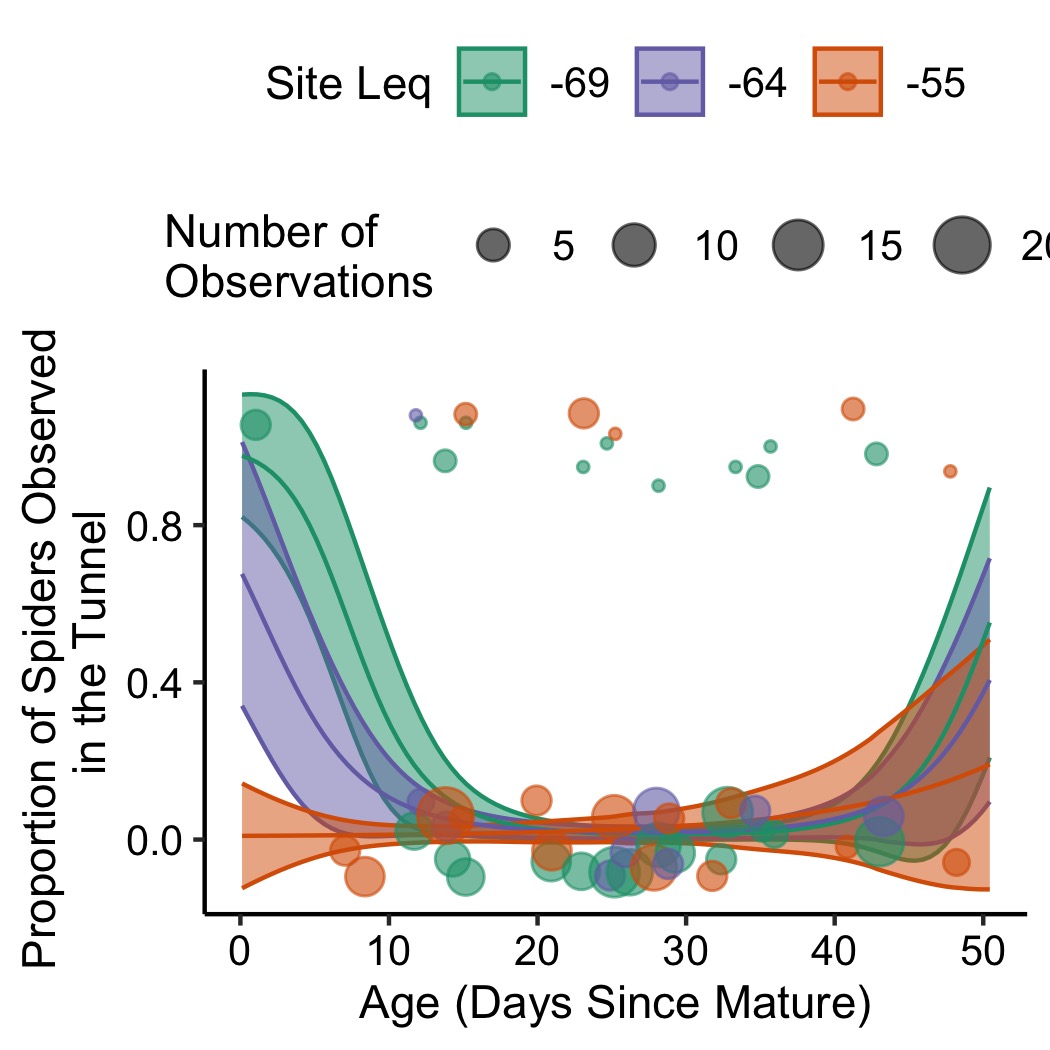 Site Leq -69 -64 -55
Number of
Observations 5 10 15 20
Proportion of Spiders Observed
in the Tunnel
0.8
0.4
0.0
0 10 20 30 40 50
Age (Days Since Mature)